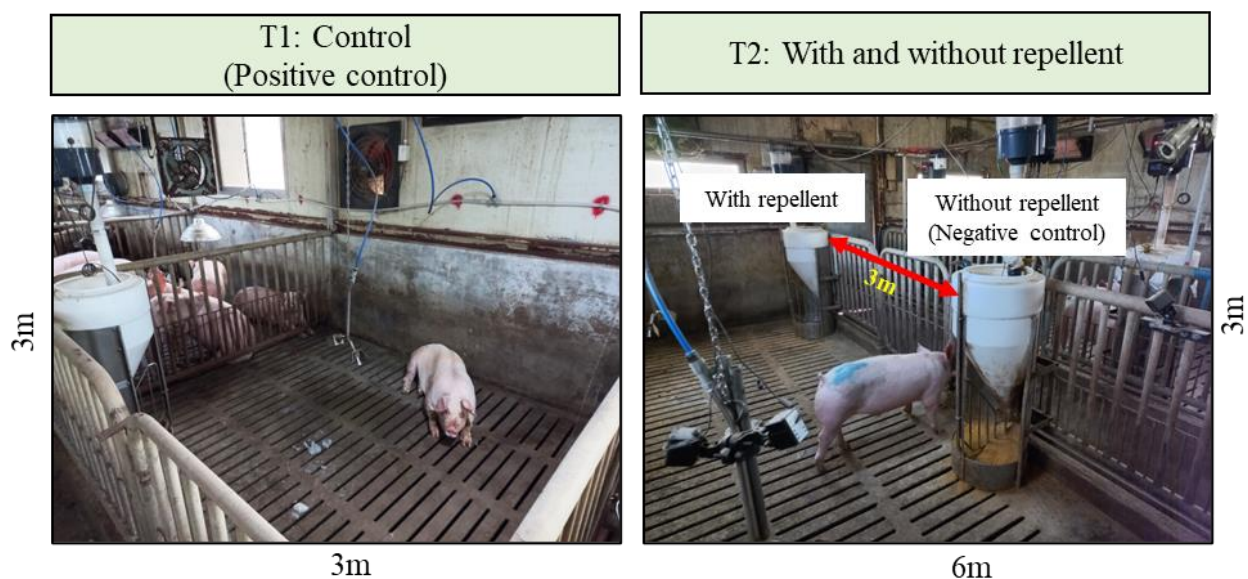 T1: Control
(Positive control)
T2: With and without repellent
With repellent
Without repellent
(Negative control)
3m
3m
3m
3m
6m